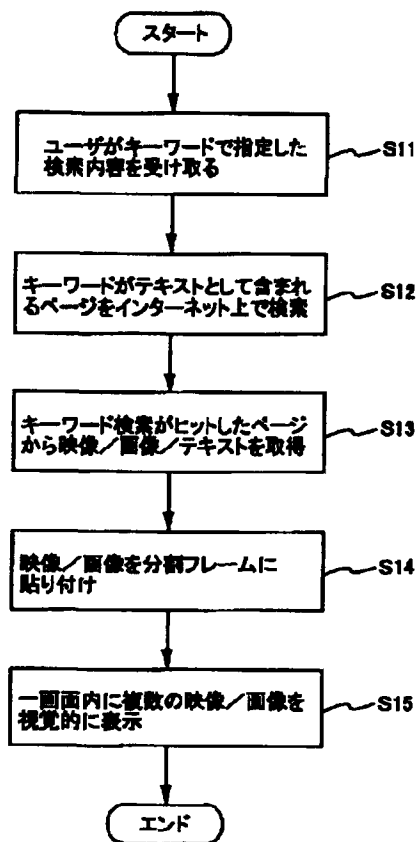 スタート
ユーザがキーワードで指定した
検索内容を受け取る
S11
キーワードがテキストとして含まれ
るページをインターネット上で検索
S12
キーワード検索がヒットしたページ
から映像／画像／テキストを取得
S13
映像／画像を分割フレームに
貼り付け
S14
一画面内に複数の映像／画像を
視覚的に表示
S15
エンド